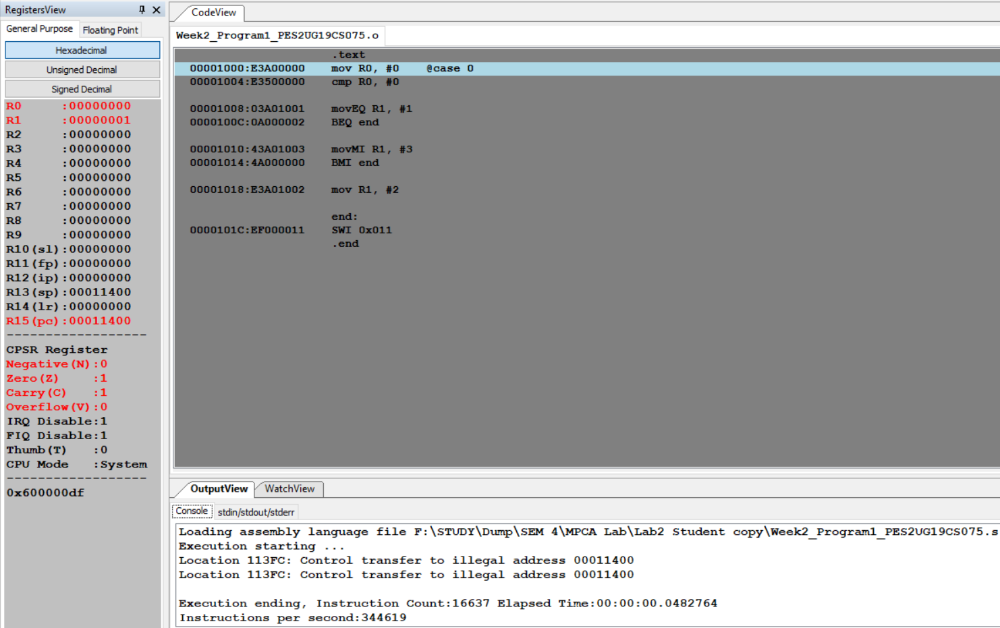 RegistersView
General Purpose Floating Point
Hexadecimal
Unsigned Decimal
Signed Decimal
R0 :00000000
R1 :00000001
R2 :00000000
R3 :00000000
R4 :00000000
R5 :00000000
R6 :00000000
R7 :00000000
R8 :00000000
R9 :00000000
R10(sl):00000000
R11(fp):00000000
R12(ip):00000000
R13(sp):00011400
R14(lr):00000000
R15(pc):00011400
------------------
CPSR Register
Negative(N):0
Zero(Z) :1
Carry(C) :1
Overflow(V):0
IRQ Disable:1
FIQ Disable:1
Thumb(T) :0
CPU Mode :System
------------------
0x600000df
CodeView
Week2_Program1_PES2UG19CS075.o
.text
00001000:E3A00000 mov R0, #0 @case 0
00001004:E3500000 cmp R0, #0
00001008:03A01001 movEQ R1, #1
0000100C:0A000002 BEQ end
00001010:43A01003 movMI R1, #3
00001014:4A000000 BMI end
00001018:E3A01002 mov R1, #2
end:
0000101C:EF000011 SWI 0x011
.end
OutputView WatchView
Console stdin/stdout/stderr
Loading assembly language file F:\STUDY\Dump\SEM 4\MPCA Lab\Lab2 Student copy\Week2_Program1_PES2UG19CS075.s
Execution starting ...
Location 113FC: Control transfer to illegal address 00011400
Location 113FC: Control transfer to illegal address 00011400
Execution ending, Instruction Count:16637 Elapsed Time:00:00:00.0482764
Instructions per second:344619